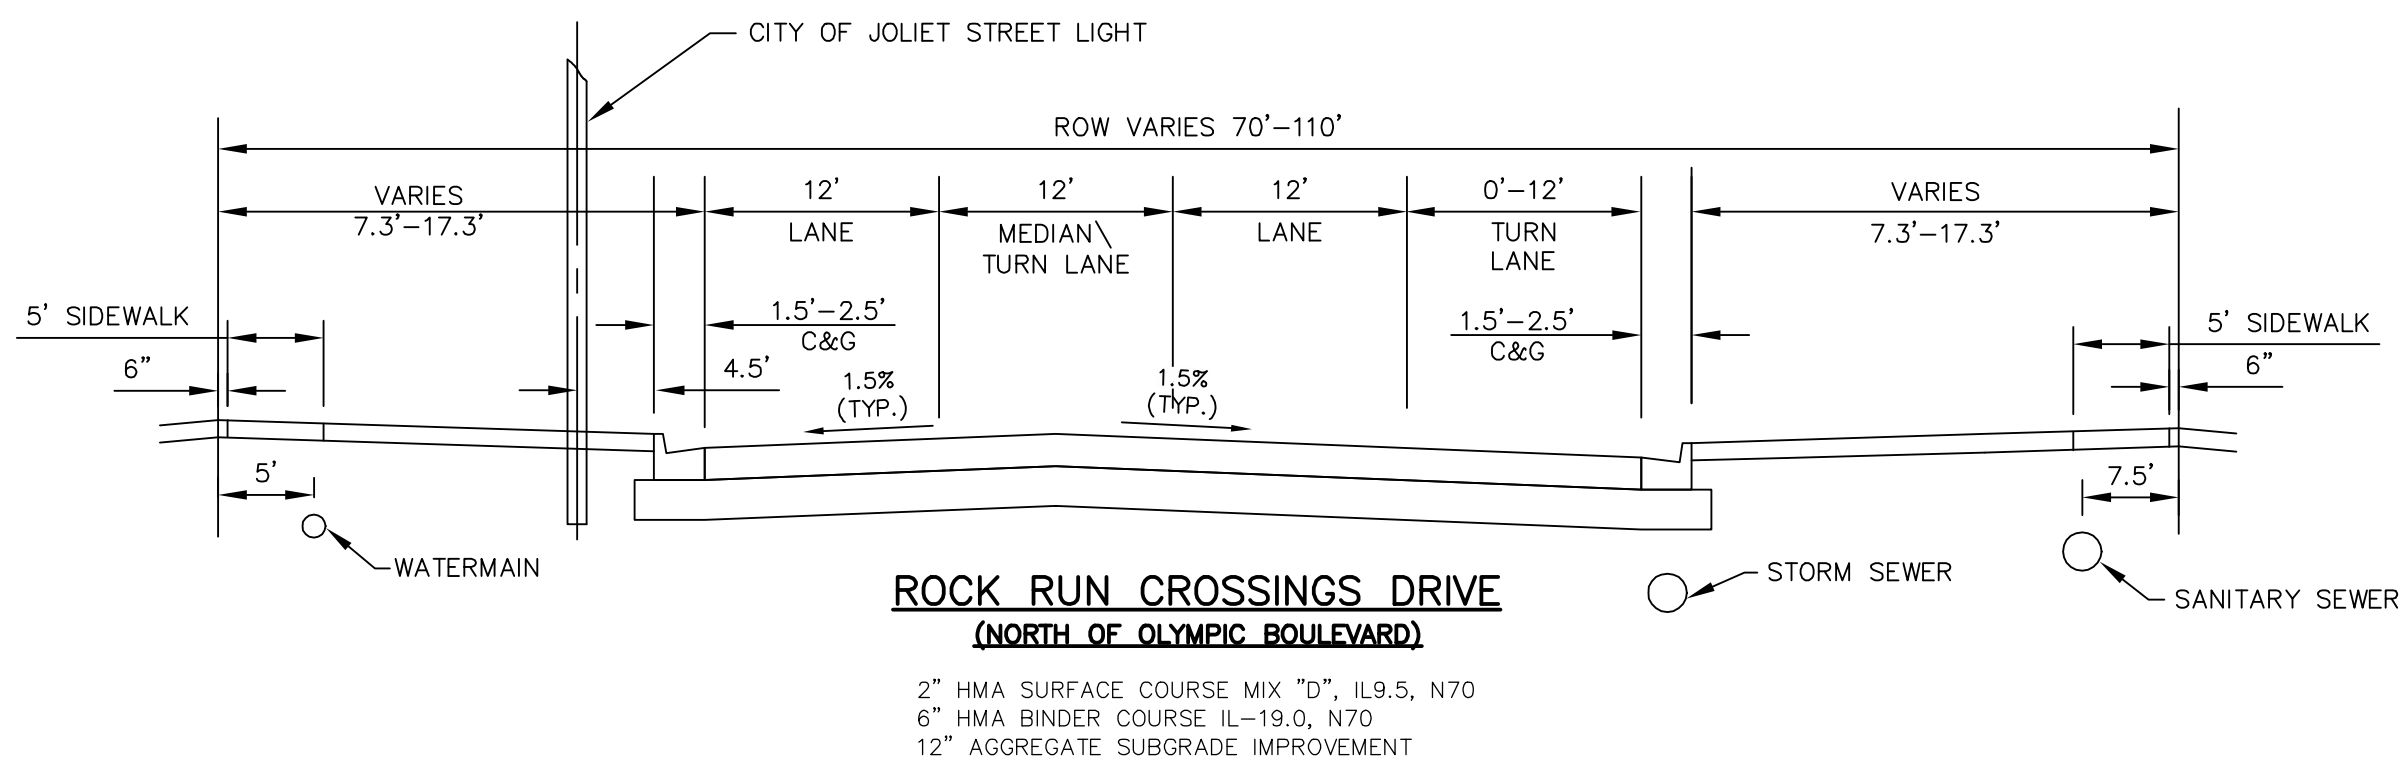 CITY OF JOLIET STREET LIGHT
ROW VARIES 70'-110'
VARIES
7.3'-17.3'
12'
LANE
12'
MEDIAN\
TURN LANE
12'
LANE
0'-12'
TURN
LANE
VARIES
7.3'-17.3'
5' SIDEWALK
6"
1.5'-2.5'
C&G
4.5'
1.5%
(TYP.)
1.5%
(TYP.)
1.5'-2.5'
C&G
5' SIDEWALK
6"
5'
7.5'
WATERMAIN
STORM SEWER
SANITARY SEWER
ROCK RUN CROSSINGS DRIVE
(NORTH OF OLYMPIC BOULEVARD)
2" HMA SURFACE COURSE MIX "D", IL9.5, N70
6" HMA BINDER COURSE IL-19.0, N70
12" AGGREGATE SUBGRADE IMPROVEMENT